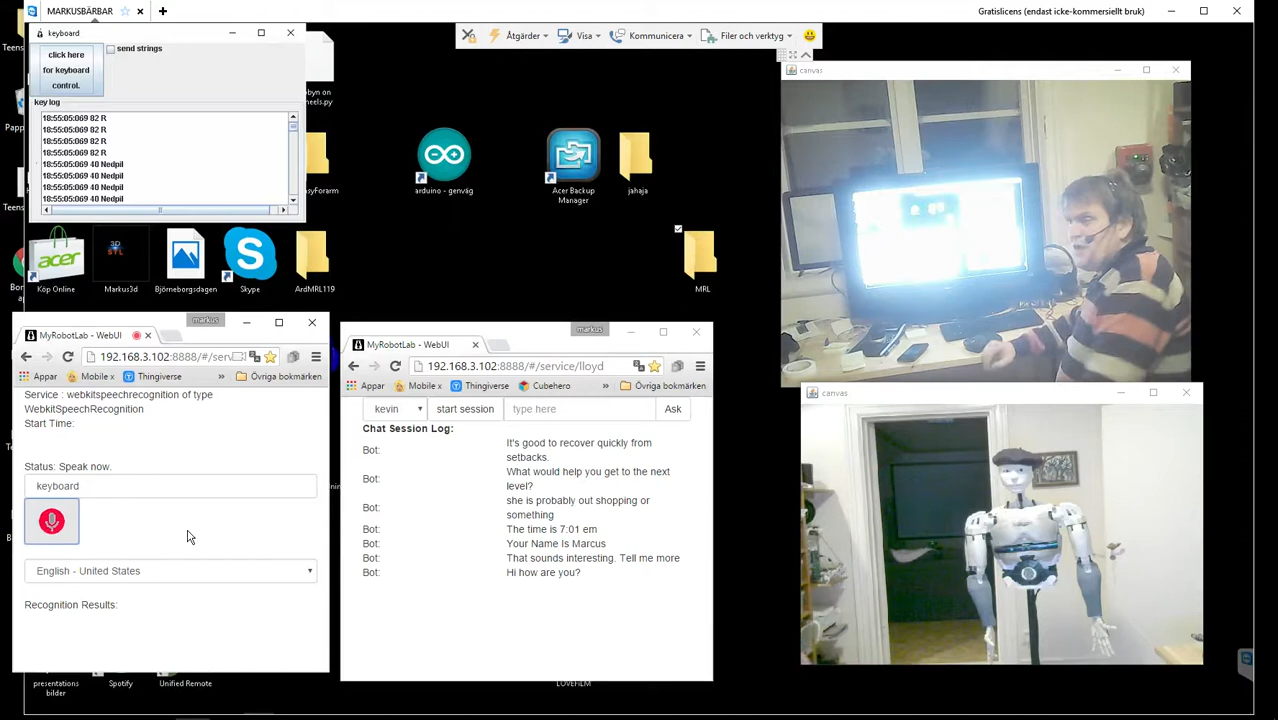 MARKUSBÄRBAR
Gratislicens (endast icke-kommersiellt bruk)
Åtgärder
Visa
Kommunicera
Filer och verktyg
keyboard
click here
for keyboard
control.
send strings
key log
18:55:05:069 82 R
18:55:05:069 82 R
18:55:05:069 82 R
18:55:05:069 82 R
18:55:05:069 40 Nedpil
18:55:05:069 40 Nedpil
18:55:05:069 40 Nedpil
18:55:05:069 40 Nedpil
canvas
arduino - genväg
Acer Backup
Manager
jahaja
MRL
acer
Köp Online
3D
STL
Markus3d
Björneborgsdagen
Skype
ArdMRL119
markus
MyRobotLab - WebUI
192.168.3.102:8888/#/serv
Appar
Mobile x
Thingiverse
»
Övriga bokmärken
Service : webkitspeechrecognition of type
WebkitSpeechRecognition
Start Time:
Status: Speak now.
keyboard
English - United States
Recognition Results:
markus
MyRobotLab - WebUI
192.168.3.102:8888/#/service/lloyd
Appar
Mobile x
Thingiverse
Cubehero
»
Övriga bokmärken
kevin
start session
type here
Ask
Chat Session Log:
Bot:
It's good to recover quickly from
setbacks.
Bot:
What would help you get to the next
level?
Bot:
she is probably out shopping or
something
Bot:
The time is 7:01 em
Bot:
Your Name Is Marcus
Bot:
That sounds interesting. Tell me more
Bot:
Hi how are you?
canvas
presentations
bilder
Spotify
Unified Remote
LOVEFILM